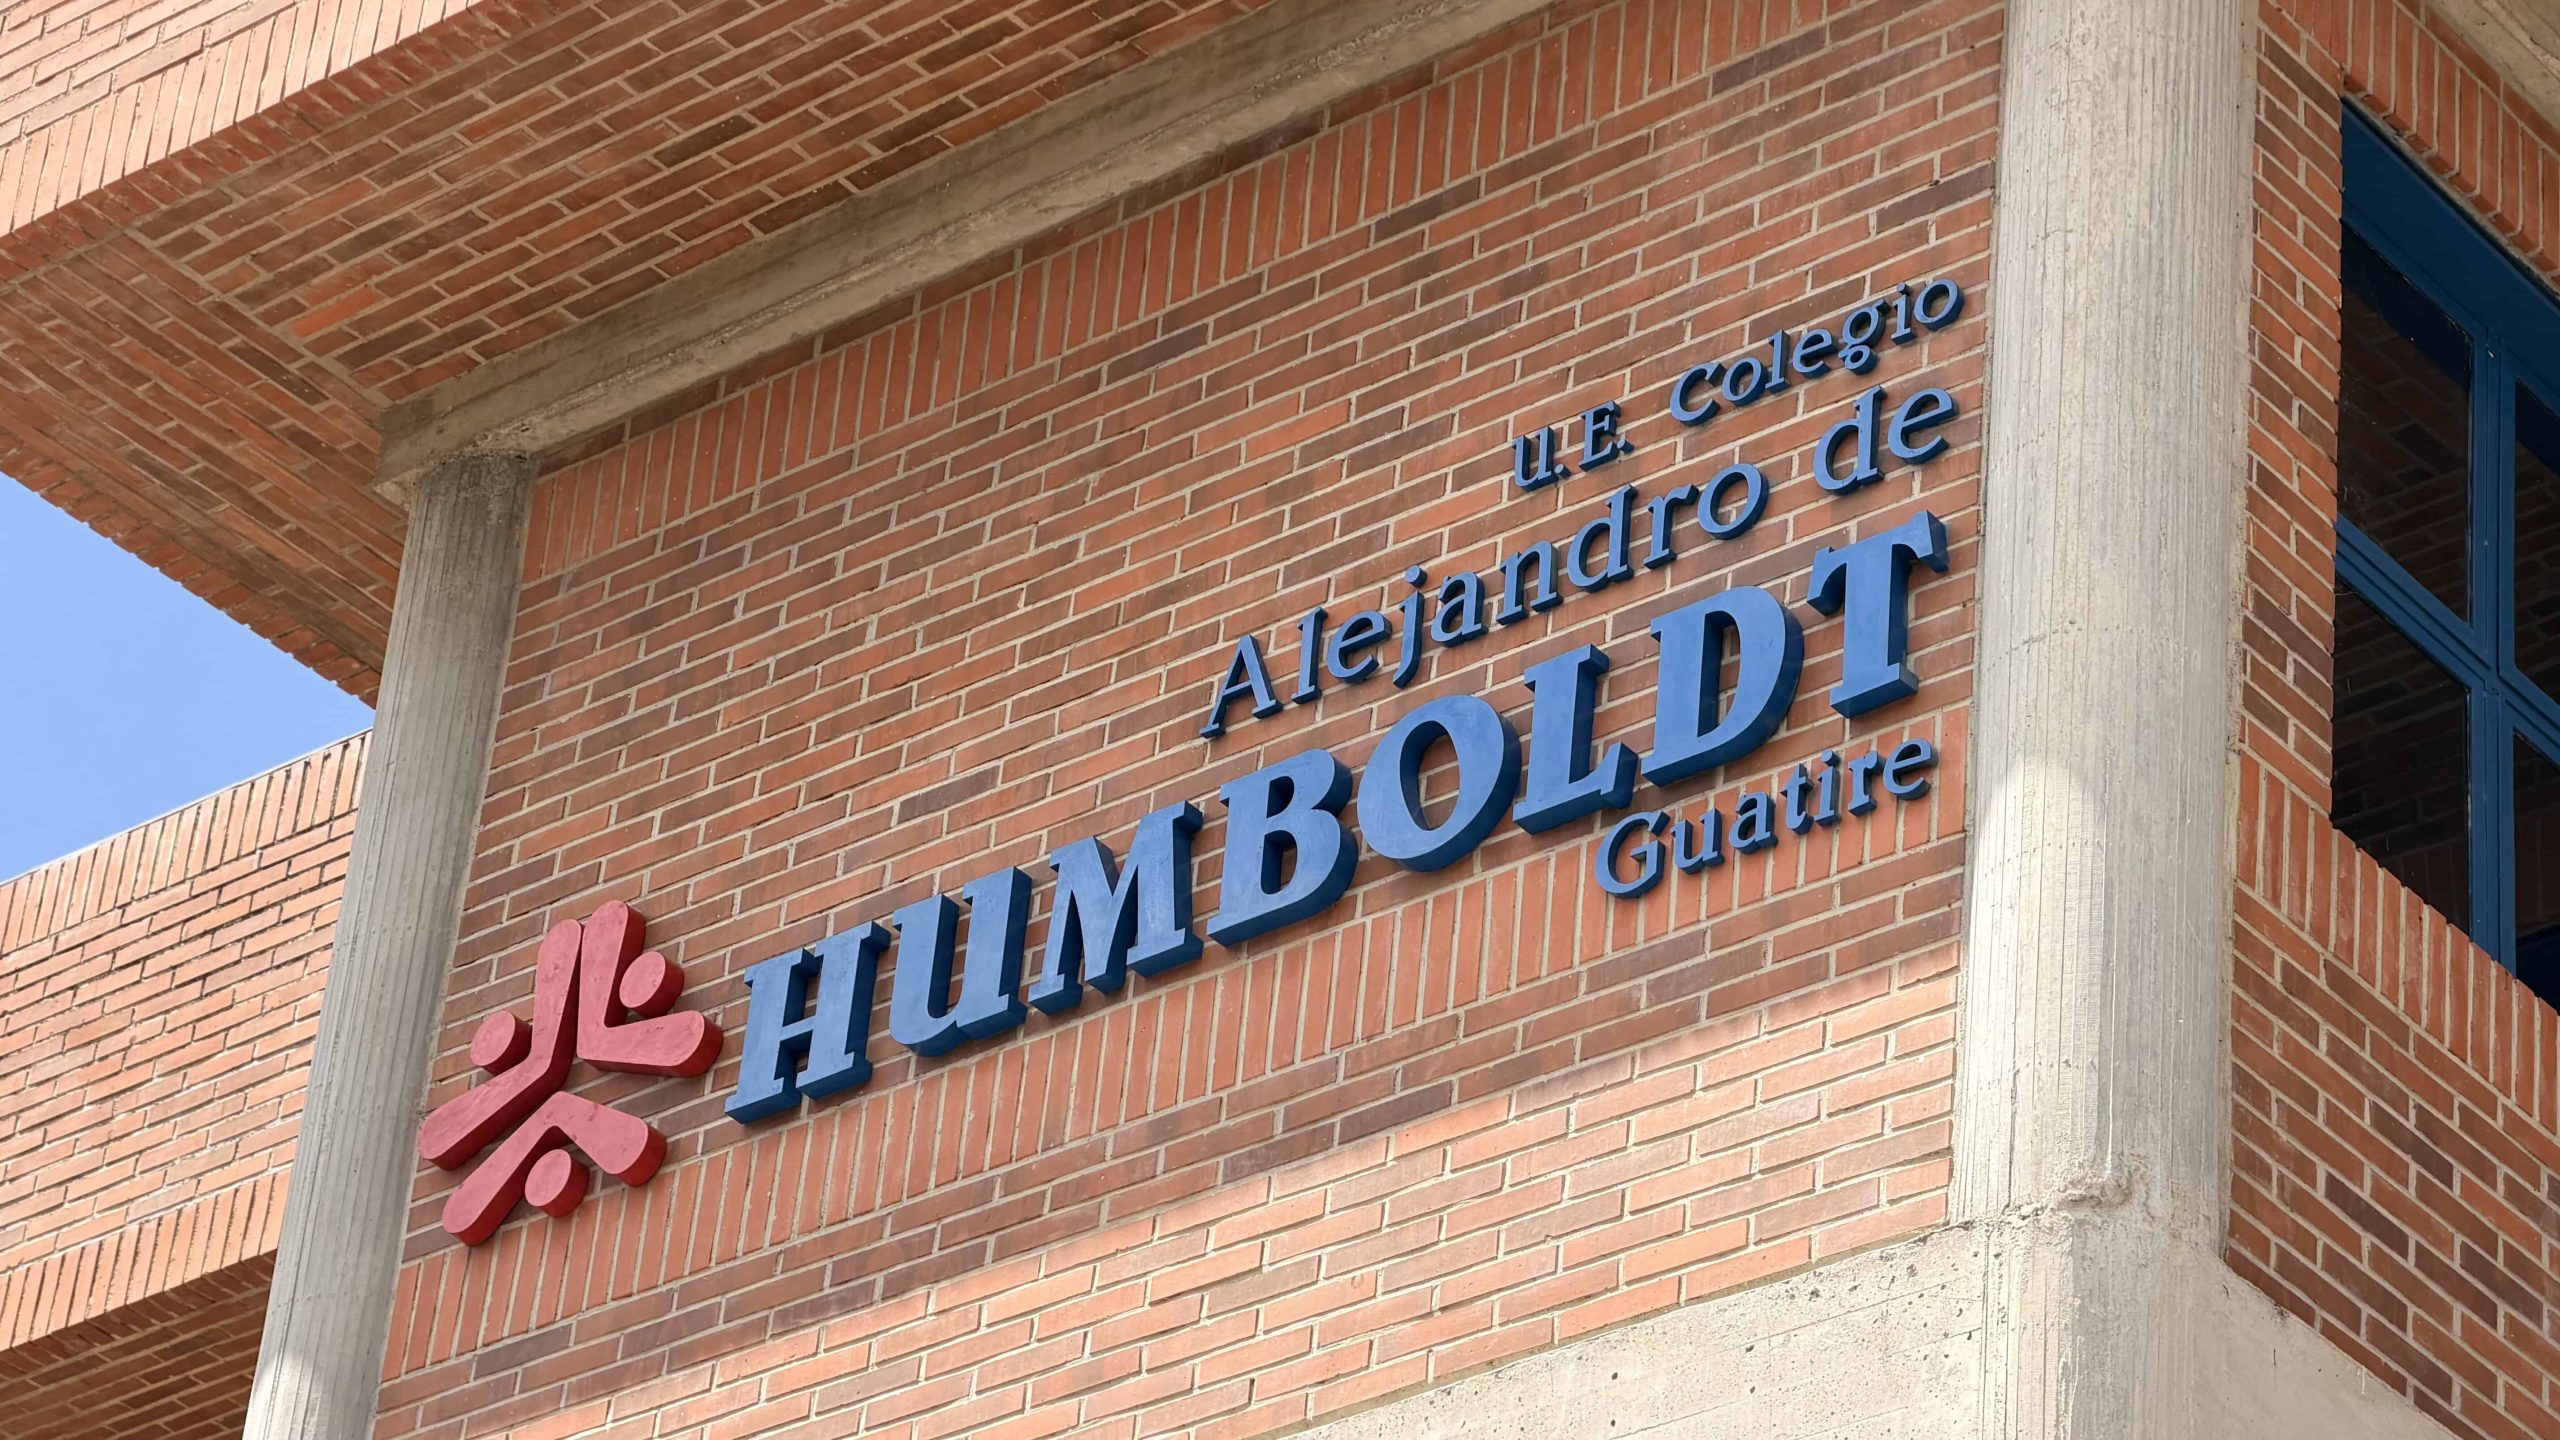 U.E. Colegio
Alejandro de
HUMBOLDT
Guatire